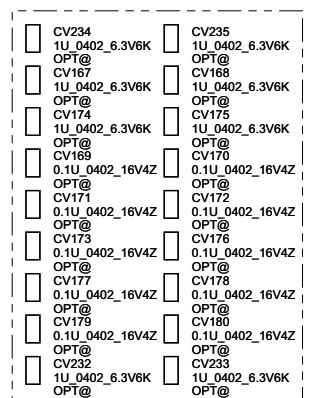 CV234
1U_0402_6.3V6K
OPT@
CV235
1U_0402_6.3V6K
OPT@
CV167
1U_0402_6.3V6K
OPT@
CV168
1U_0402_6.3V6K
OPT@
CV174
1U_0402_6.3V6K
OPT@
CV175
1U_0402_6.3V6K
OPT@
CV169
0.1U_0402_16V4Z
OPT@
CV170
0.1U_0402_16V4Z
OPT@
CV171
0.1U_0402_16V4Z
OPT@
CV172
0.1U_0402_16V4Z
OPT@
CV173
0.1U_0402_16V4Z
OPT@
CV176
0.1U_0402_16V4Z
OPT@
CV177
0.1U_0402_16V4Z
OPT@
CV178
0.1U_0402_16V4Z
OPT@
CV179
0.1U_0402_16V4Z
OPT@
CV180
0.1U_0402_16V4Z
OPT@
CV232
1U_0402_6.3V6K
OPT@
CV233
1U_0402_6.3V6K
OPT@